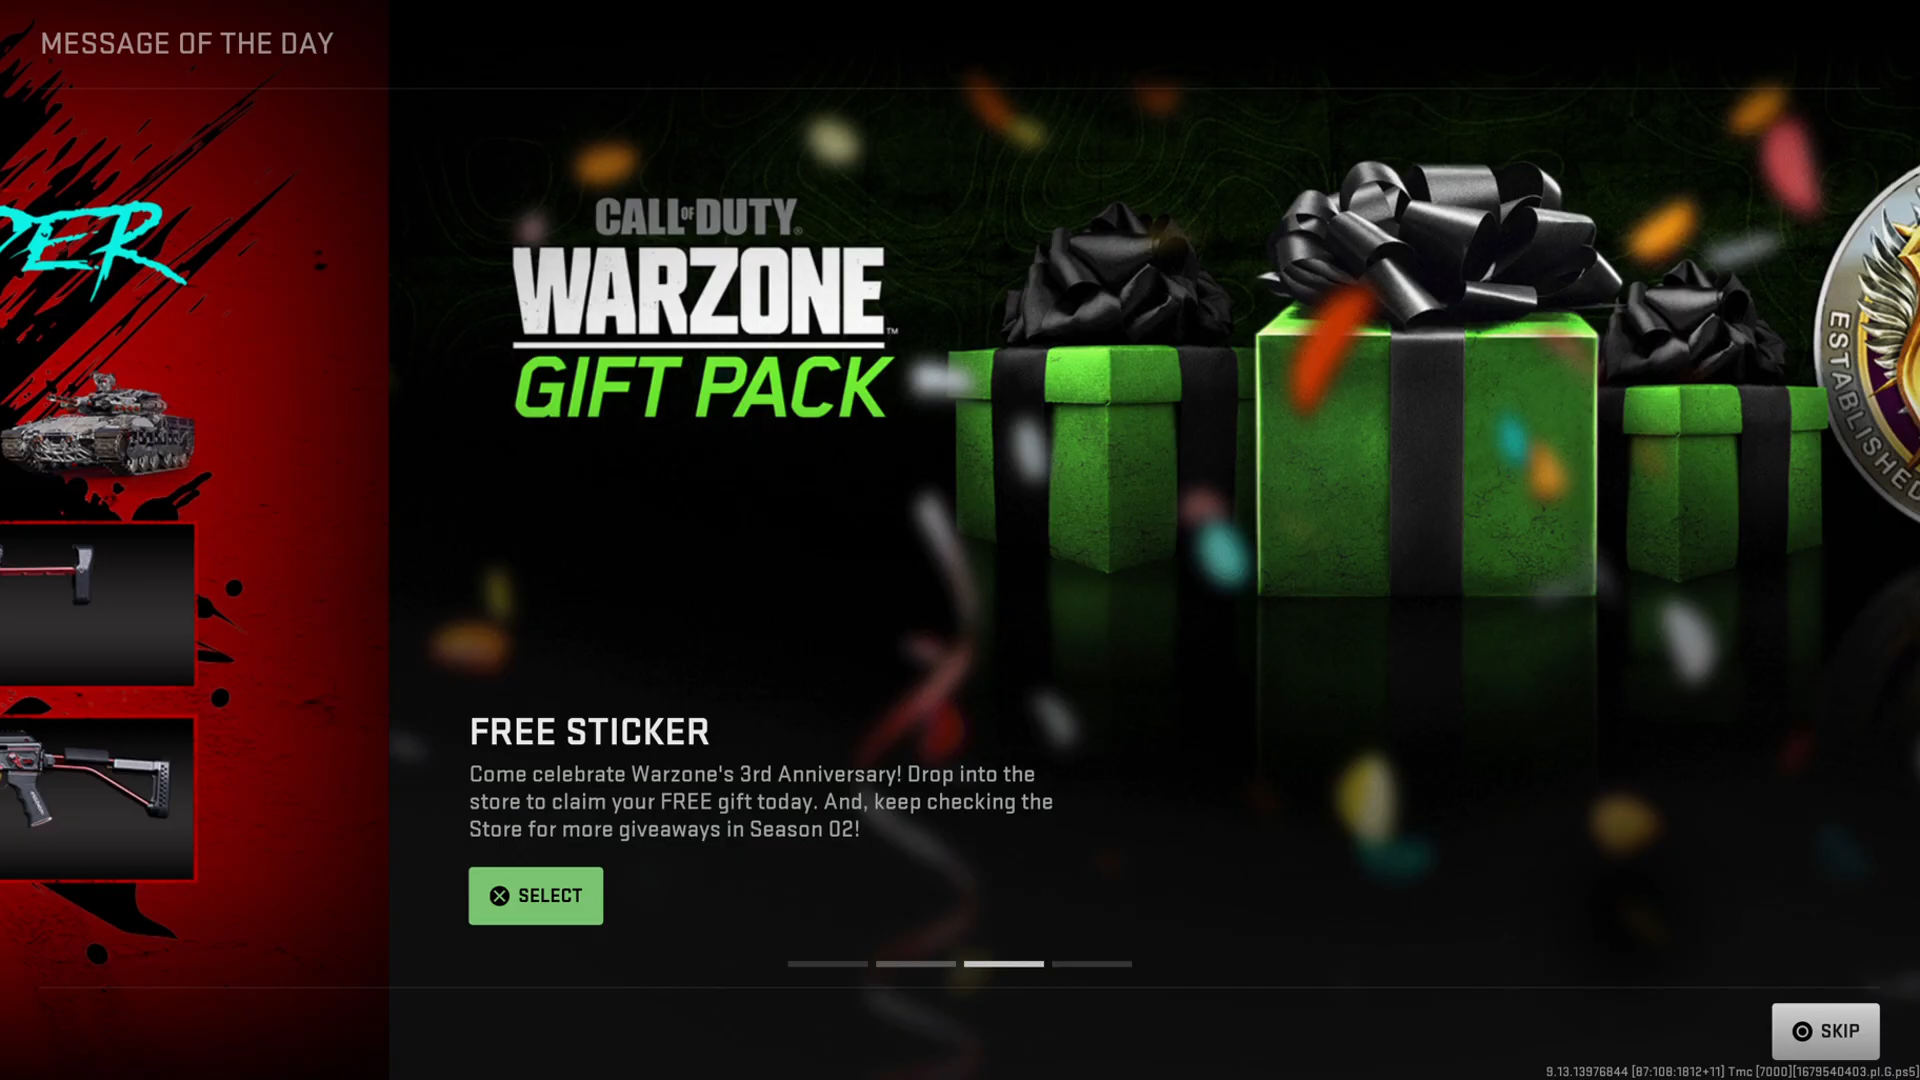 MESSAGE OF THE DAY
PER
CALL OF DUTY®
WARZONE™
GIFT PACK
ESTABLISHED
FREE STICKER
Come celebrate Warzone's 3rd Anniversary! Drop into the
store to claim your FREE gift today. And, keep checking the
Store for more giveaways in Season 02!
SELECT
SKIP
9.13.13976844 [87:108:1812+11] Tmc [7000][1679540403.pl.G.ps5]